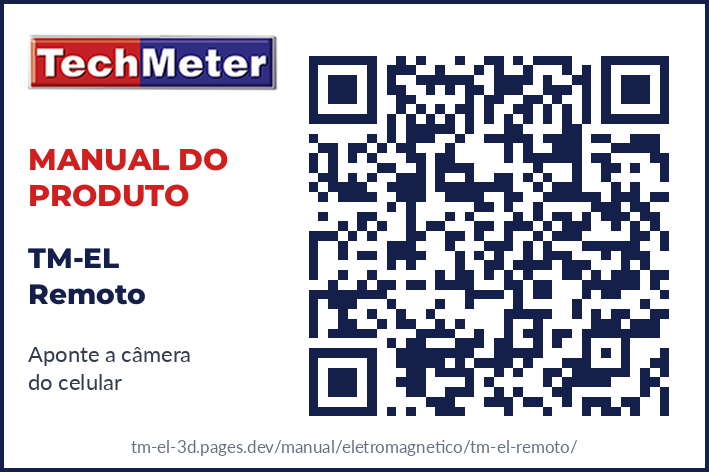 TechMeter
MANUAL DO
PRODUTO
TM-EL
Remoto
Aponte a câmera
do celular
tm-el-3d.pages.dev/manual/eletromagnetico/tm-el-remoto/